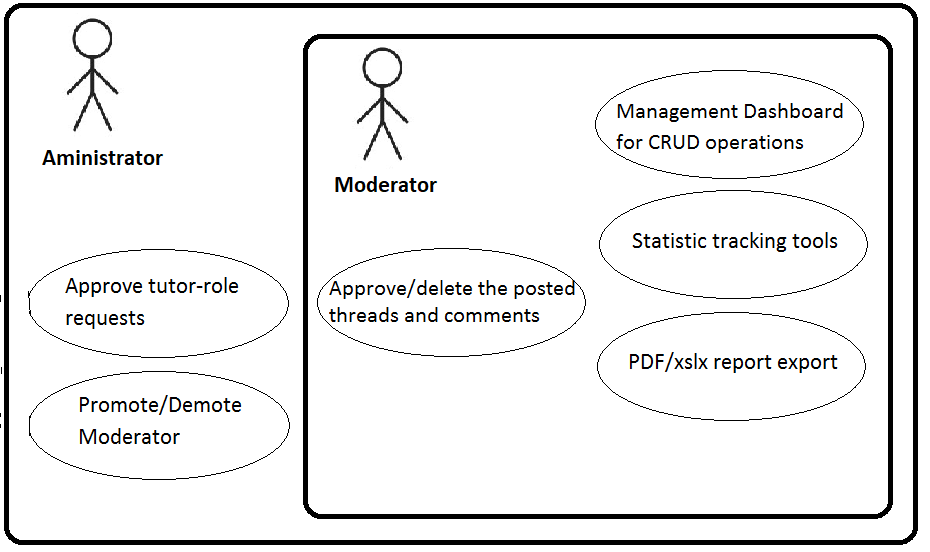 Aministrator
Approve tutor-role
requests
Promote/Demote
Moderator
Moderator
Approve/delete the posted
threads and comments
Management Dashboard
for CRUD operations
Statistic tracking tools
PDF/xslx report export